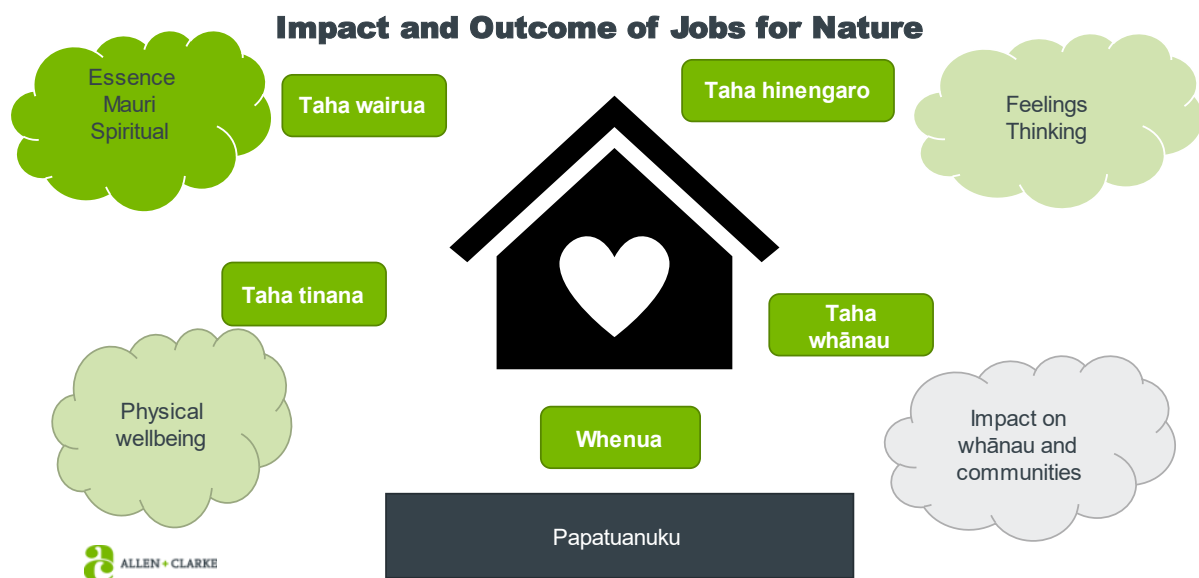 Impact and Outcome of Jobs for Nature
Essence
Mauri
Spiritual
Taha wairua
Taha hinengaro
Feelings
Thinking
Taha tinana
Taha
whānau
Physical
wellbeing
Whenua
Impact on
whānau and
communities
Papatuanuku
ALLEN + CLARKE